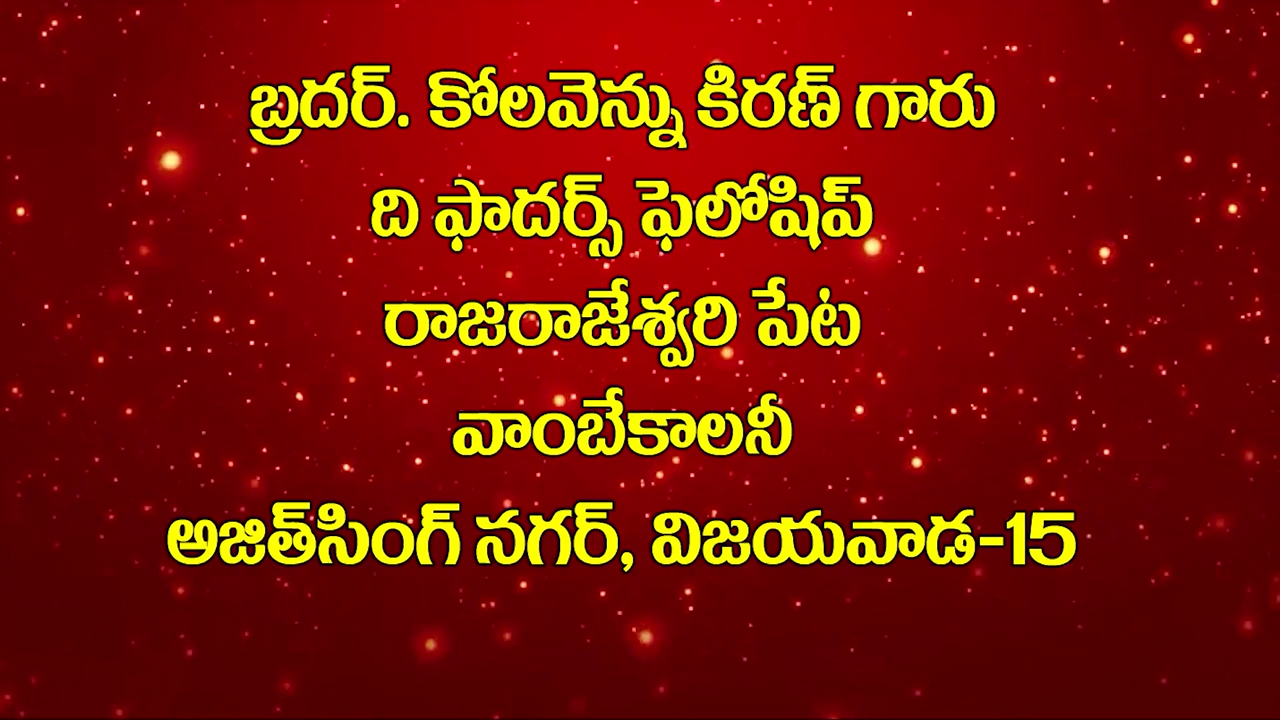 బ్రదర్. కోలవెన్ను కిరణ్ గారు
ది ఫాదర్స్ ఫెలోషిప్
రాజరాజేశ్వరి పేట
వాంబేకాలనీ
అజిత్‌సింగ్ నగర్, విజయవాడ-15